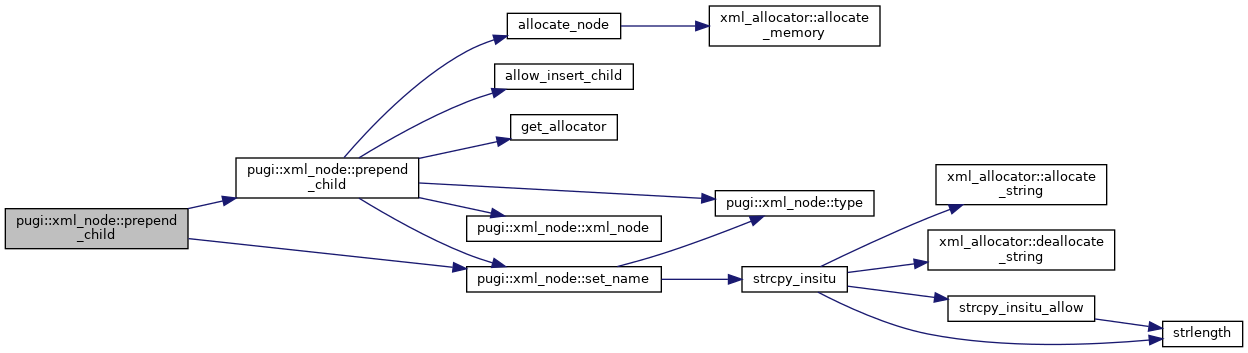 pugi::xml_node::prepend
_child
pugi::xml_node::prepend
_child
allocate_node
xml_allocator::allocate
_memory
allow_insert_child
get_allocator
pugi::xml_node::type
pugi::xml_node::xml_node
pugi::xml_node::set_name
strcpy_insitu
xml_allocator::allocate
_string
xml_allocator::deallocate
_string
strcpy_insitu_allow
strlength